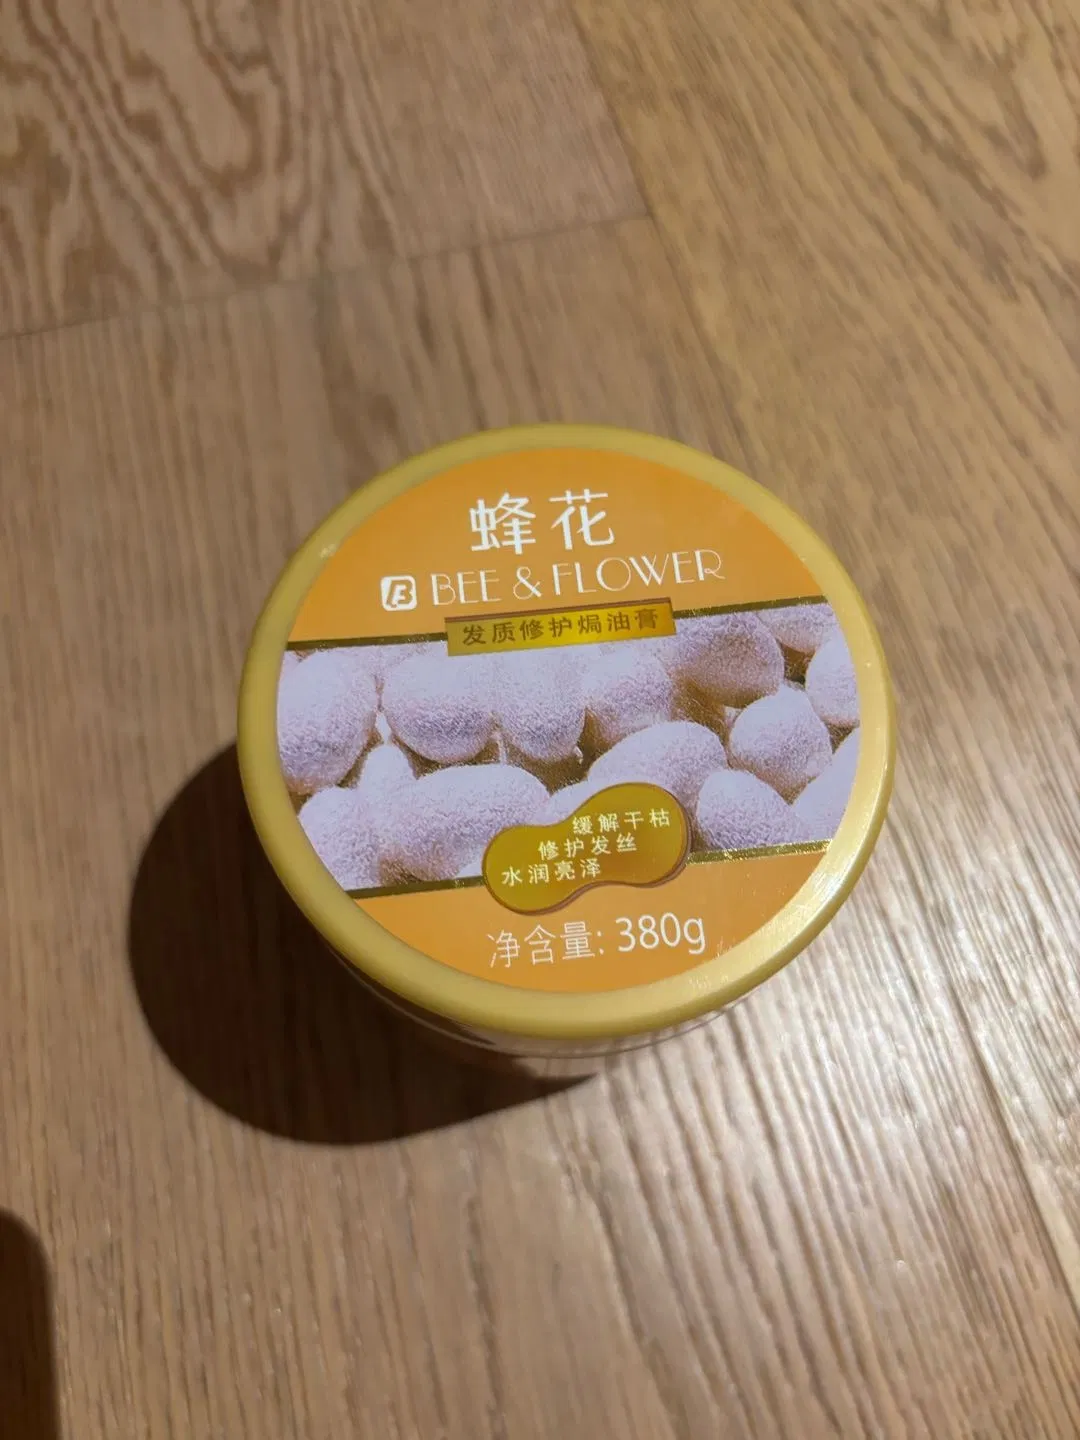 蜂花
B BEE & FLOWER
发质修护焗油膏
缓解干枯
修护发丝
水润亮泽
净含量: 380g